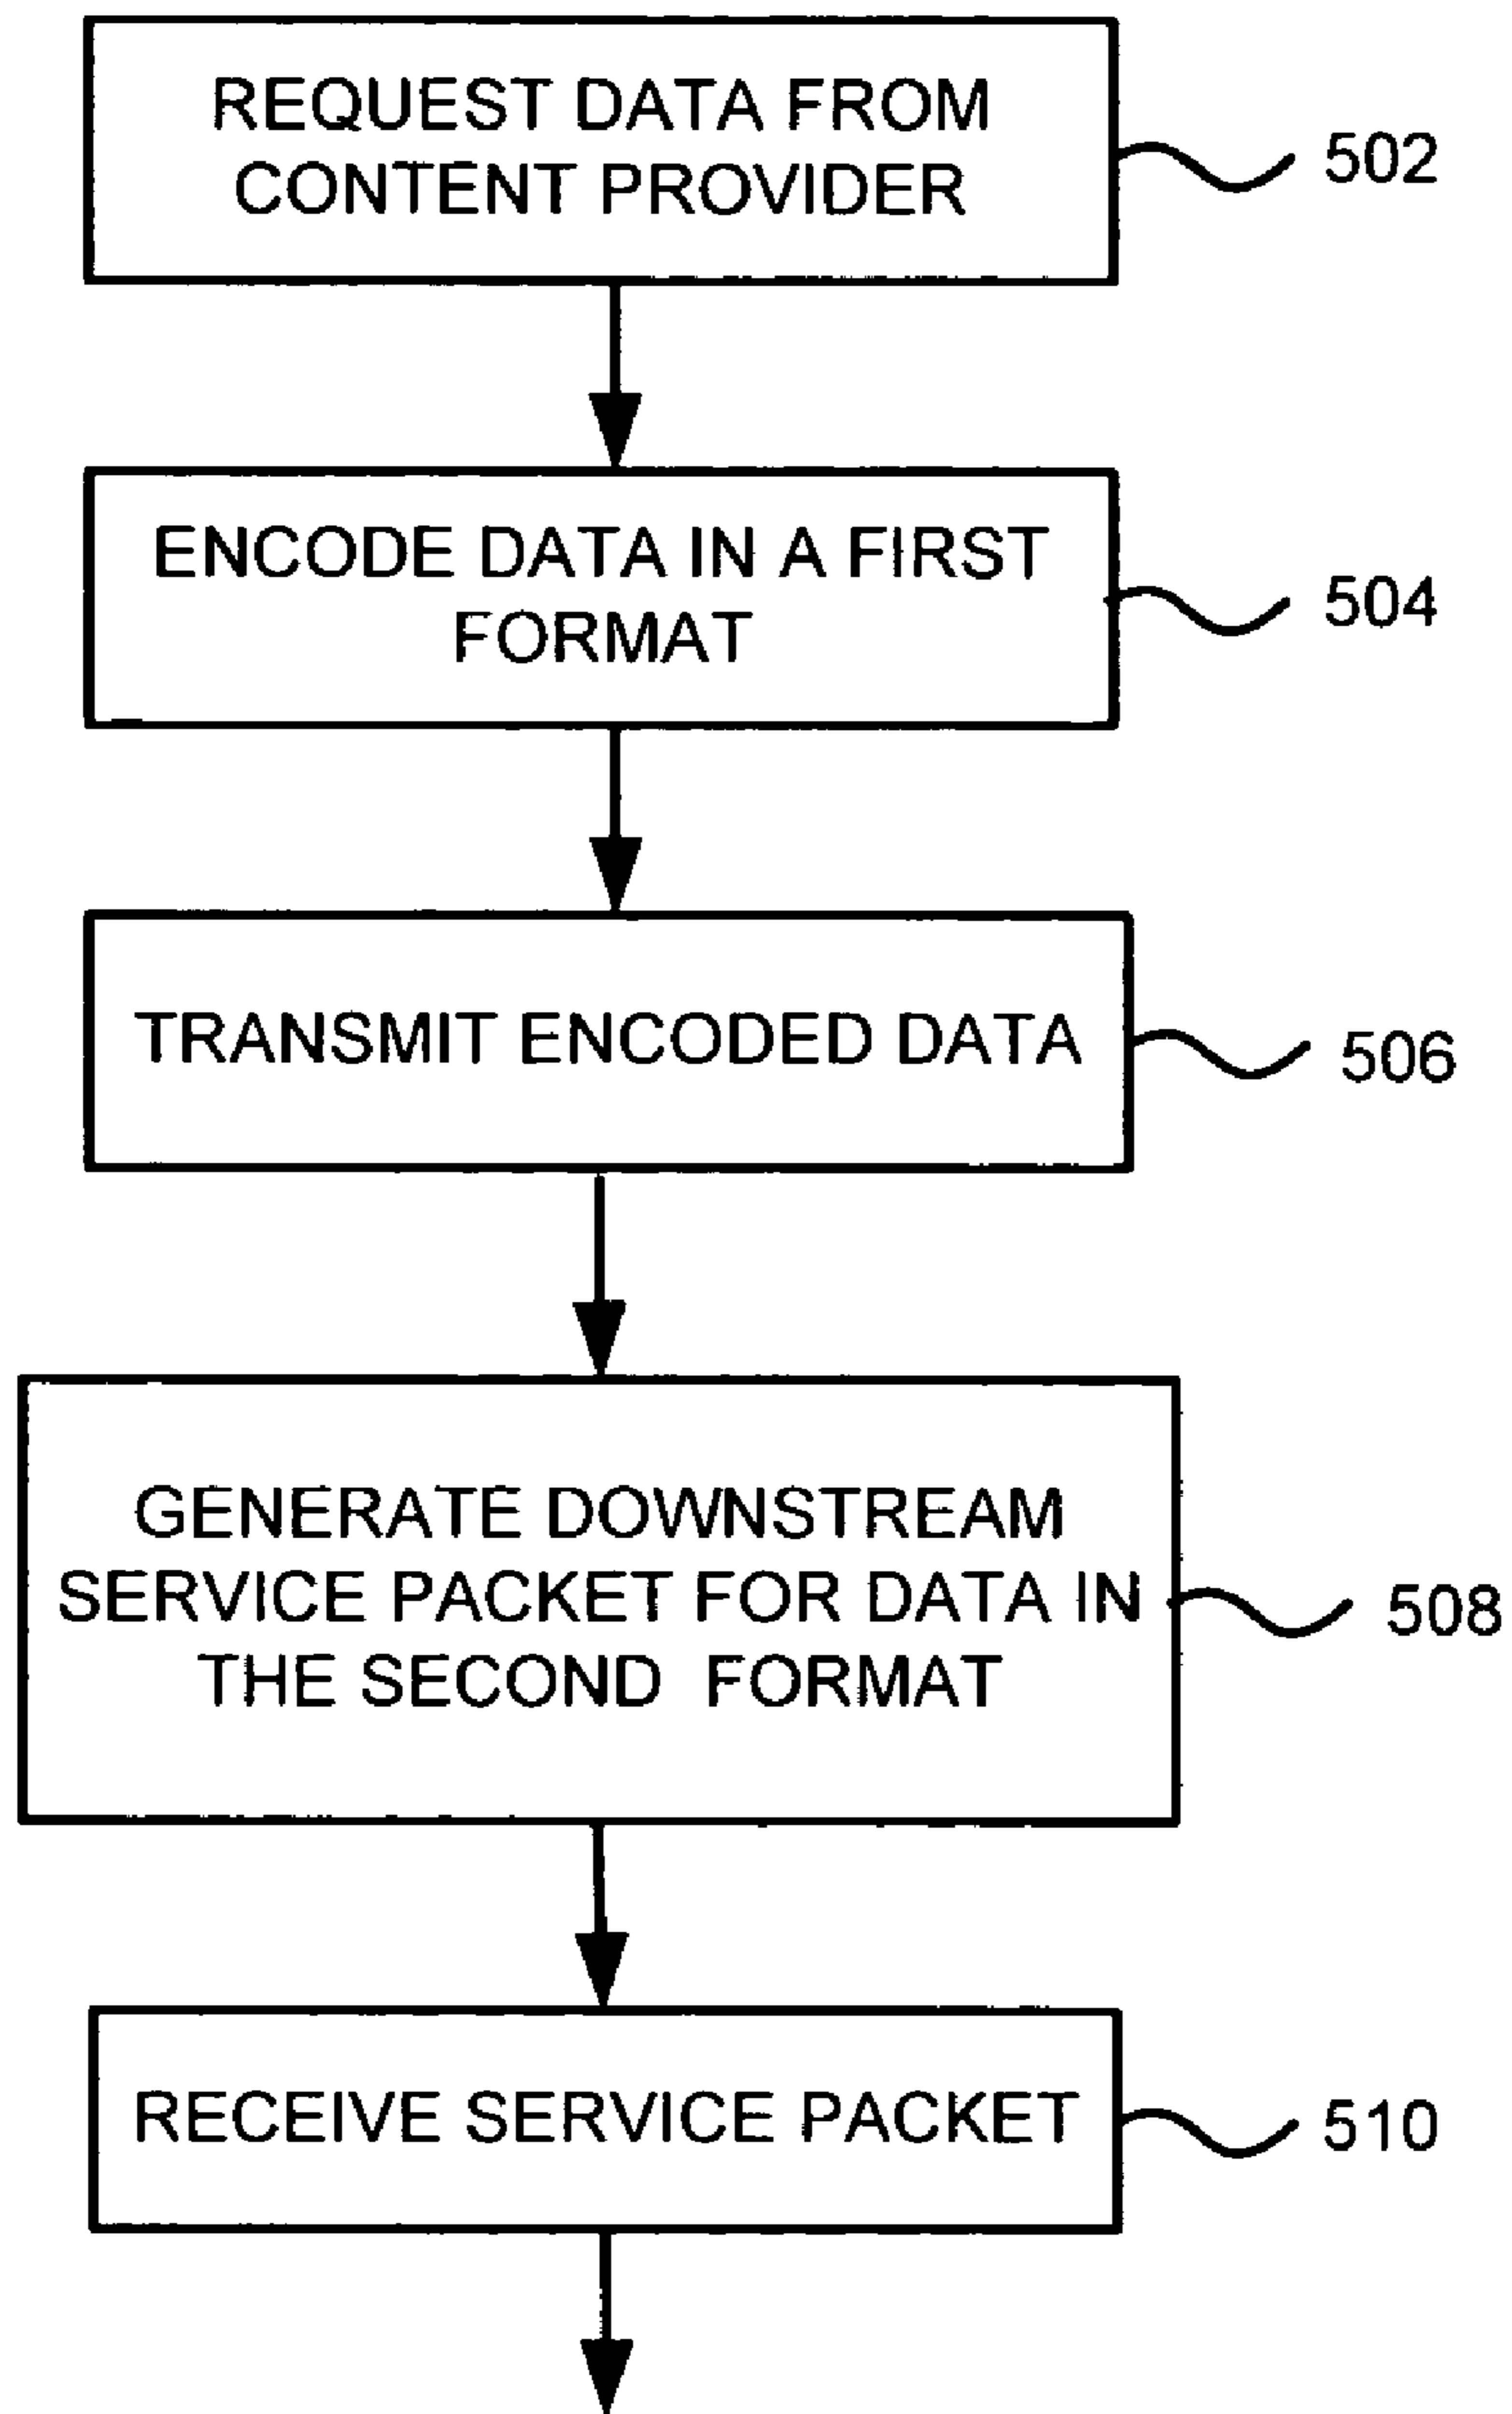 REQUEST DATA FROM
CONTENT PROVIDER
502
ENCODE DATA IN A FIRST
FORMAT
504
TRANSMIT ENCODED DATA
506
GENERATE DOWNSTREAM
SERVICE PACKET FOR DATA IN
THE SECOND FORMAT
508
RECEIVE SERVICE PACKET
510